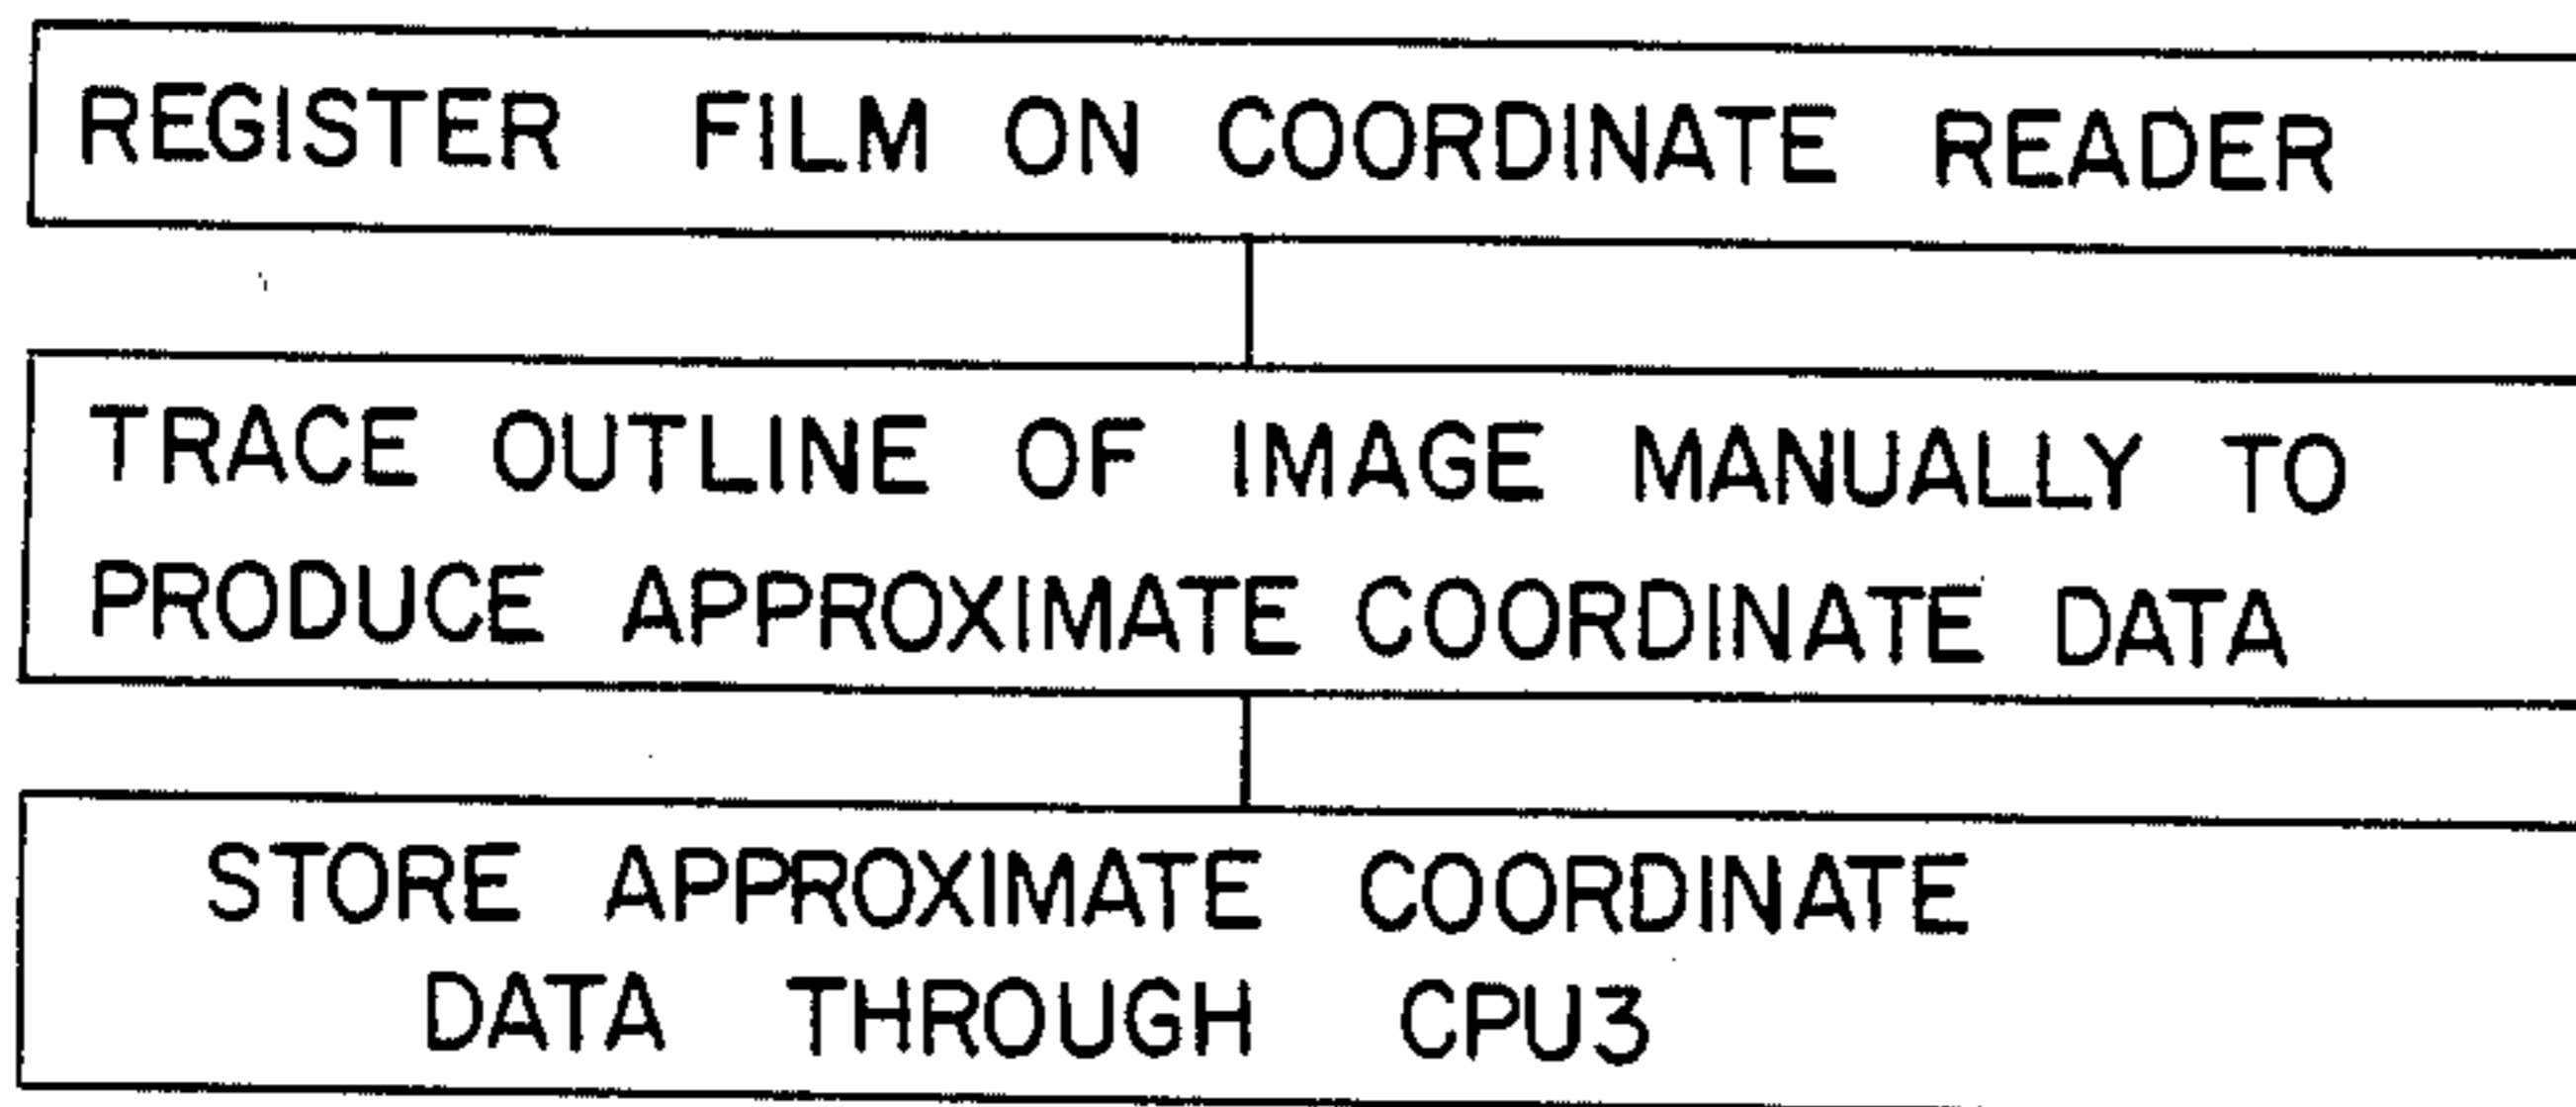 REGISTER FILM ON COORDINATE READER
TRACE OUTLINE OF IMAGE MANUALLY TO
PRODUCE APPROXIMATE COORDINATE DATA
STORE APPROXIMATE COORDINATE
DATA THROUGH CPU3